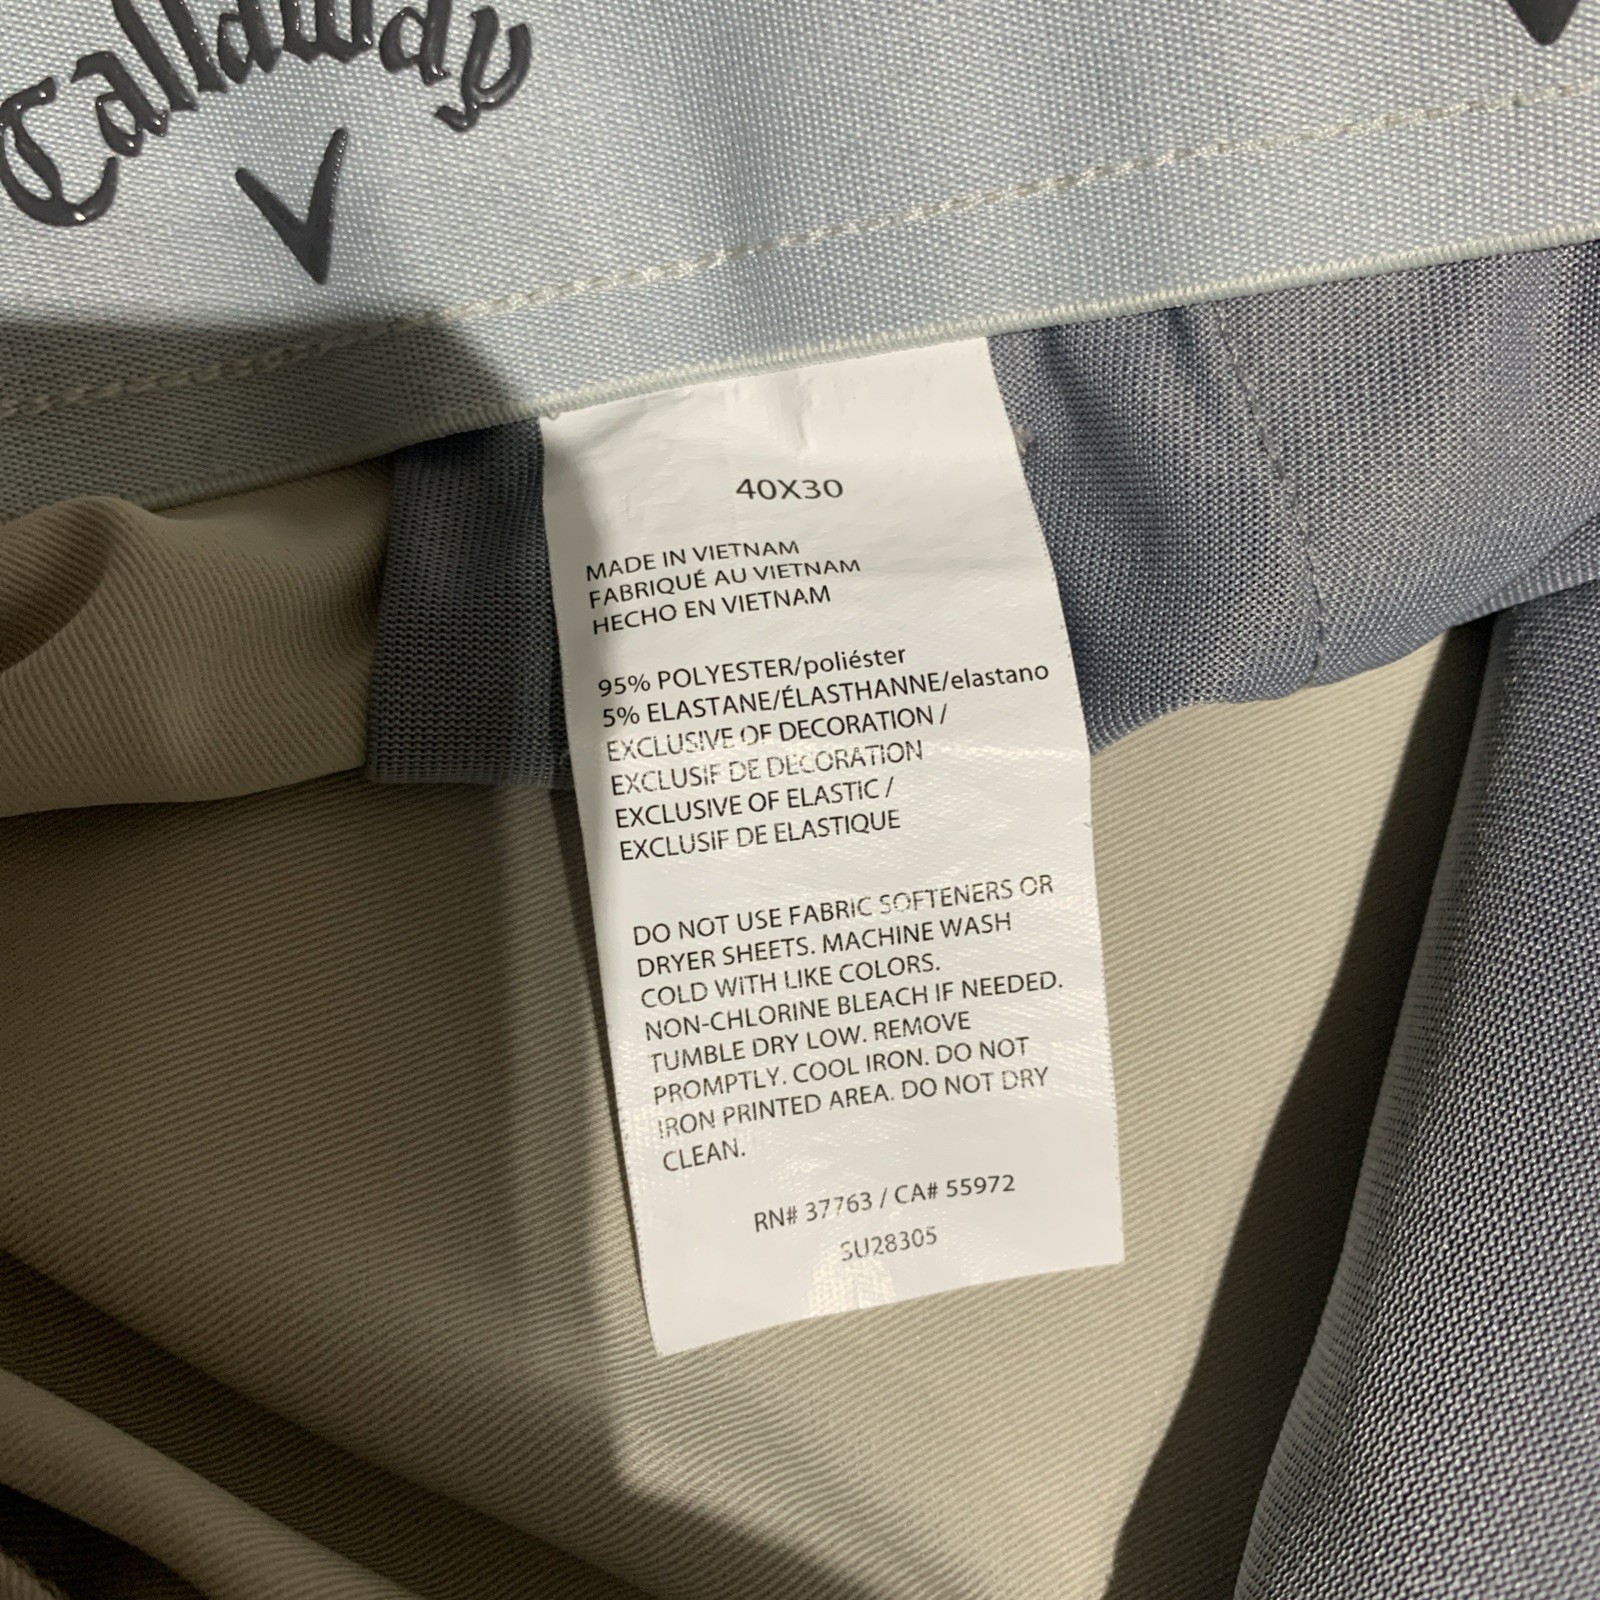 Callaway
40X30
MADE IN VIETNAM
FABRIQUÉ AU VIETNAM
HECHO EN VIETNAM
95% POLYESTER/poliéster
5% ELASTANE/ÉLASTHANNE/elastano
EXCLUSIVE OF DECORATION /
EXCLUSIF DE DECORATION
EXCLUSIVE OF ELASTIC /
EXCLUSIF DE ELASTIQUE
DO NOT USE FABRIC SOFTENERS OR
DRYER SHEETS. MACHINE WASH
COLD WITH LIKE COLORS.
NON-CHLORINE BLEACH IF NEEDED.
TUMBLE DRY LOW. REMOVE
PROMPTLY. COOL IRON. DO NOT
IRON PRINTED AREA. DO NOT DRY
CLEAN.
RN# 37763 / CA# 55972
SU28305